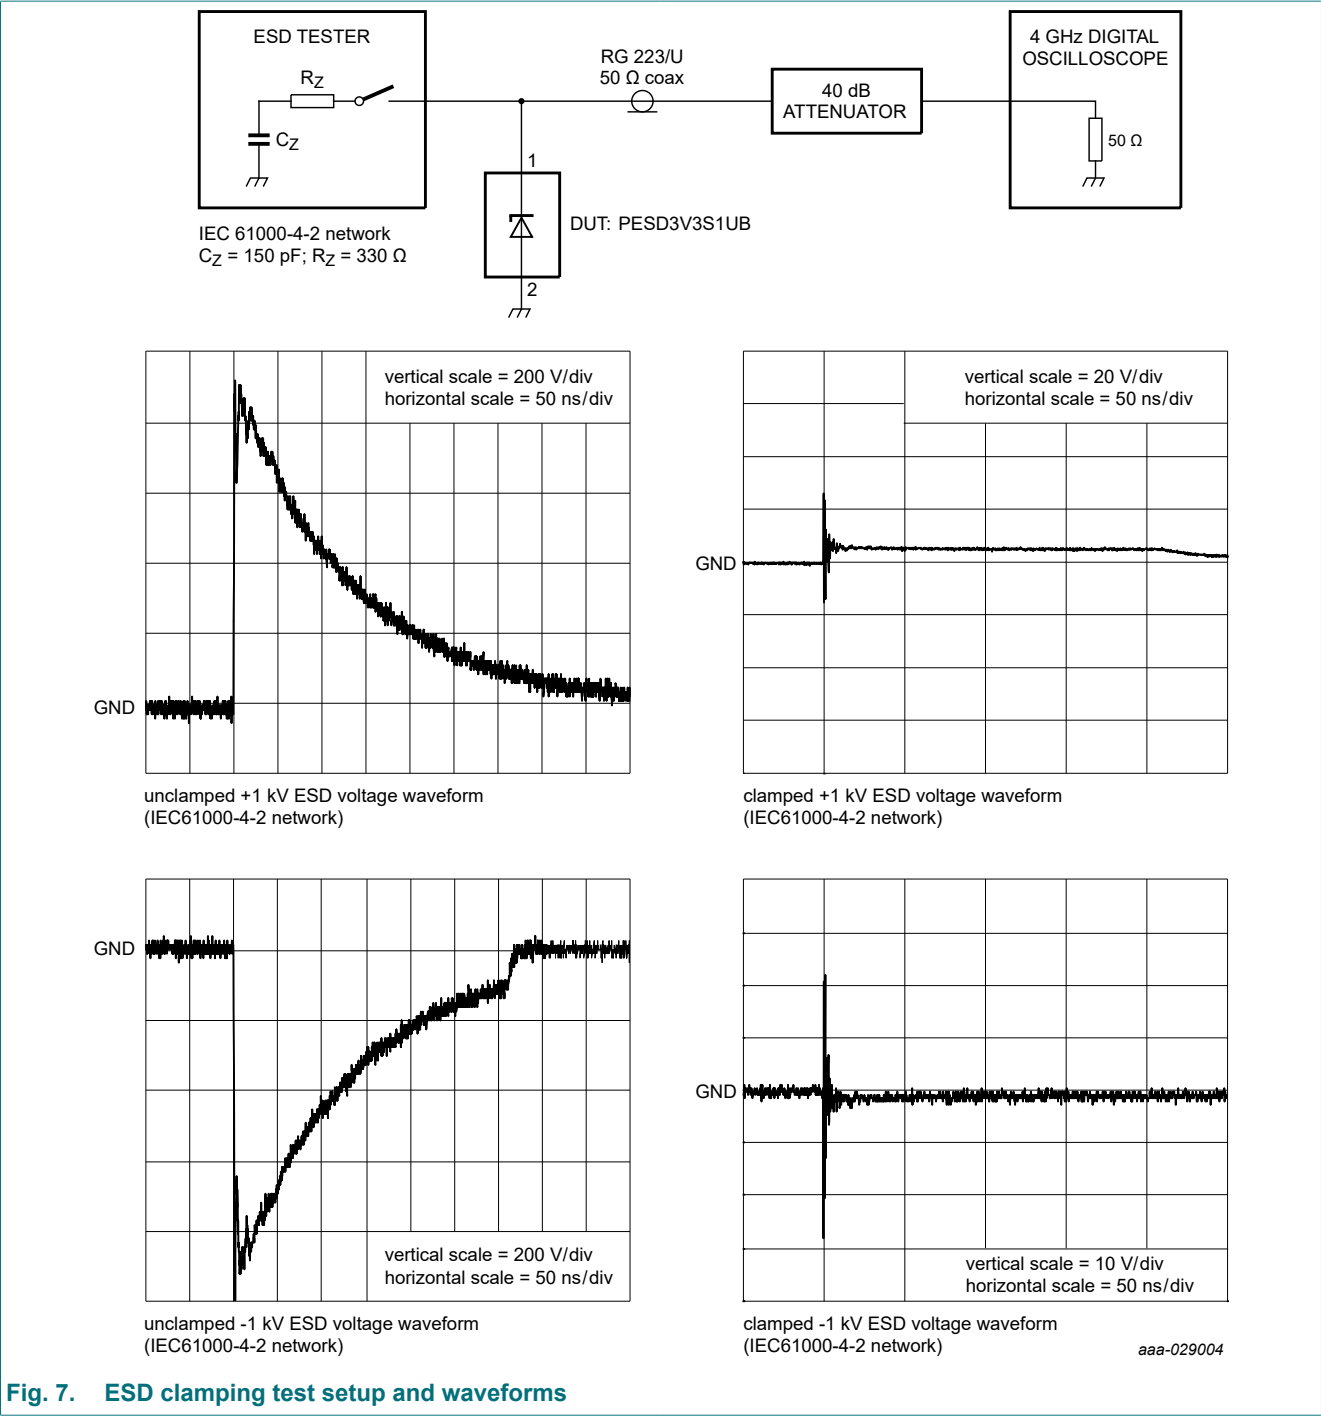 ESD TESTER
RZ
CZ
IEC 61000-4-2 network
CZ = 150 pF; RZ = 330 Ω
RG 223/U
50 Ω coax
40 dB
ATTENUATOR
4 GHz DIGITAL
OSCILLOSCOPE
50 Ω
1
DUT: PESD3V3S1UB
2
vertical scale = 200 V/div
horizontal scale = 50 ns/div
GND
unclamped +1 kV ESD voltage waveform
(IEC61000-4-2 network)
vertical scale = 20 V/div
horizontal scale = 50 ns/div
GND
clamped +1 kV ESD voltage waveform
(IEC61000-4-2 network)
GND
vertical scale = 200 V/div
horizontal scale = 50 ns/div
unclamped -1 kV ESD voltage waveform
(IEC61000-4-2 network)
GND
vertical scale = 10 V/div
horizontal scale = 50 ns/div
clamped -1 kV ESD voltage waveform
(IEC61000-4-2 network)
aaa-029004
Fig. 7. ESD clamping test setup and waveforms